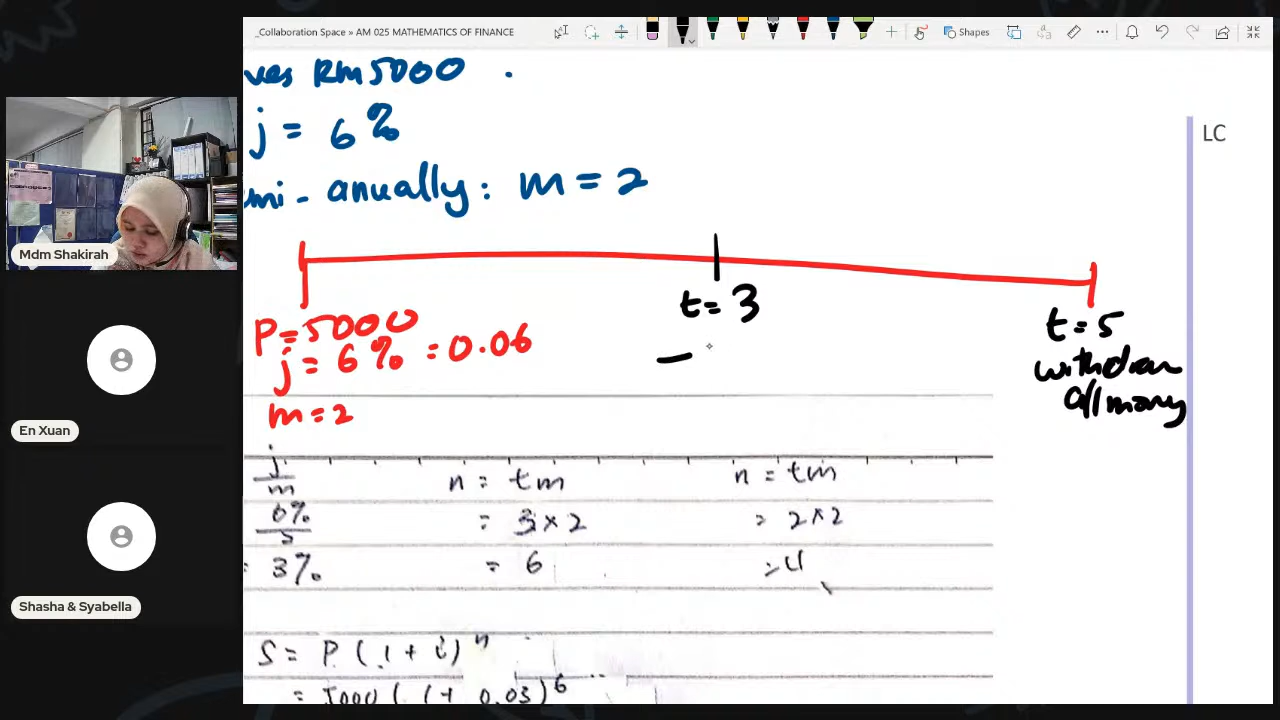 _Collaboration Space » AM 025 MATHEMATICS OF FINANCE
Shapes
ves RM5000 .
j = 6%
mi - anually: m = 2
LC
Mdm Shakirah
t = 3
P = 5000
j = 6% = 0.06
m = 2
t = 5
withdraw
all money
En Xuan
j/m
n = tm
n = tm
6%
= 3 × 2
= 2 × 2
= 3%
= 6
= 4
Shasha & Syabella
S = P (1 + i)^n
= 5000 (1 + 0.03)^6